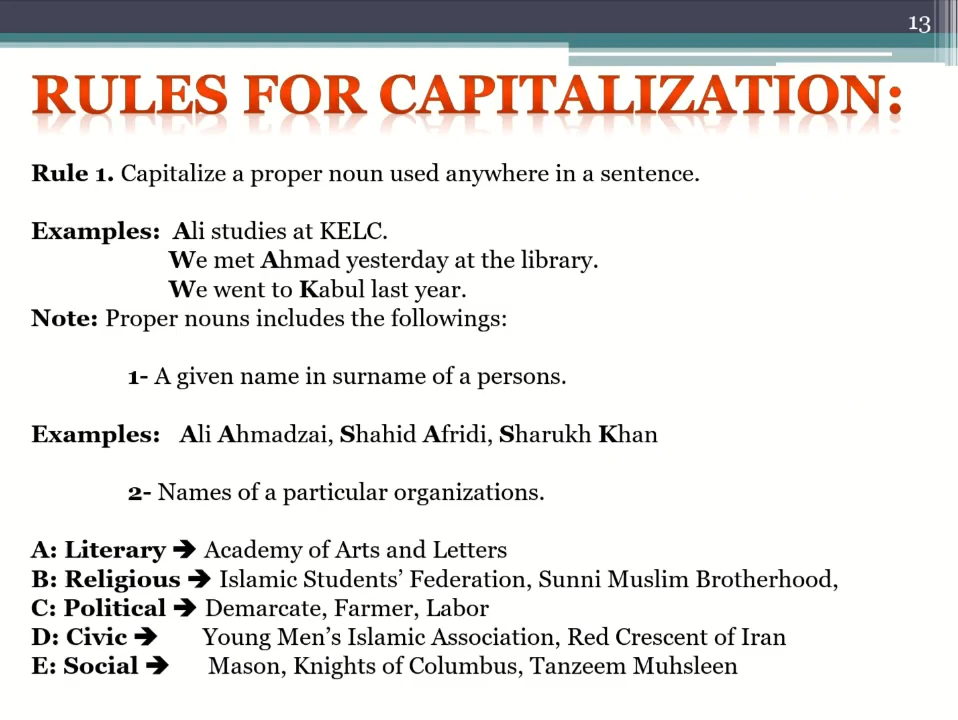 13
RULES FOR CAPITALIZATION:
Rule 1. Capitalize a proper noun used anywhere in a sentence.
Examples: Ali studies at KELC.
We met Ahmad yesterday at the library.
We went to Kabul last year.
Note: Proper nouns includes the followings:
1- A given name in surname of a persons.
Examples: Ali Ahmadzai, Shahid Afridi, Sharukh Khan
2- Names of a particular organizations.
A: Literary 🡺 Academy of Arts and Letters
B: Religious 🡺 Islamic Students’ Federation, Sunni Muslim Brotherhood,
C: Political 🡺 Demarcate, Farmer, Labor
D: Civic 🡺 Young Men’s Islamic Association, Red Crescent of Iran
E: Social 🡺 Mason, Knights of Columbus, Tanzeem Muhsleen